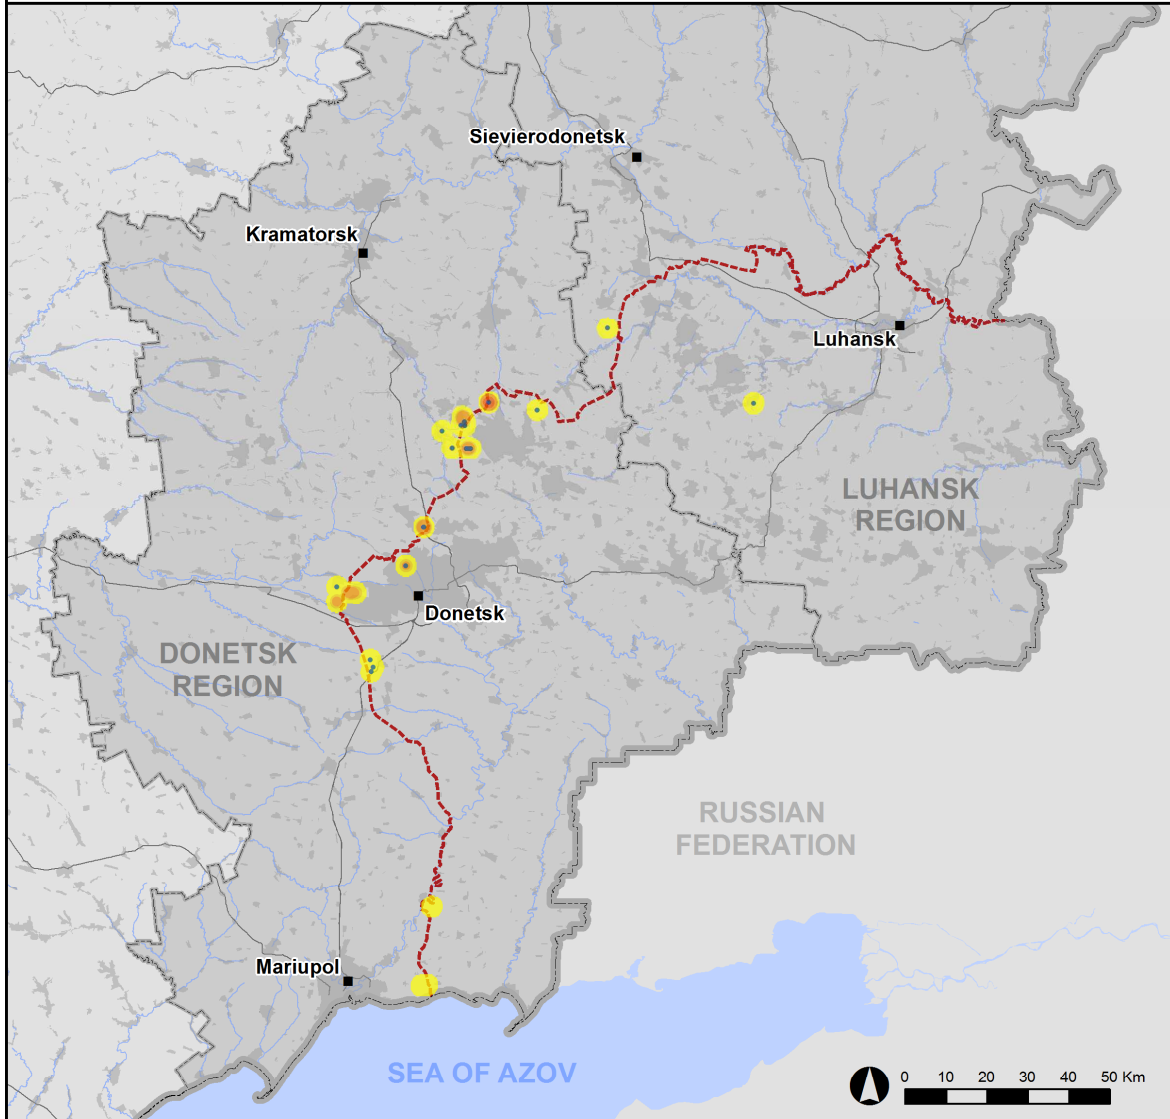 Sievierodonetsk
Kramatorsk
Luhansk
LUHANSK
REGION
Donetsk
DONETSK
REGION
RUSSIAN
FEDERATION
Mariupol
SEA OF AZOV
0 10 20 30 40 50 Km